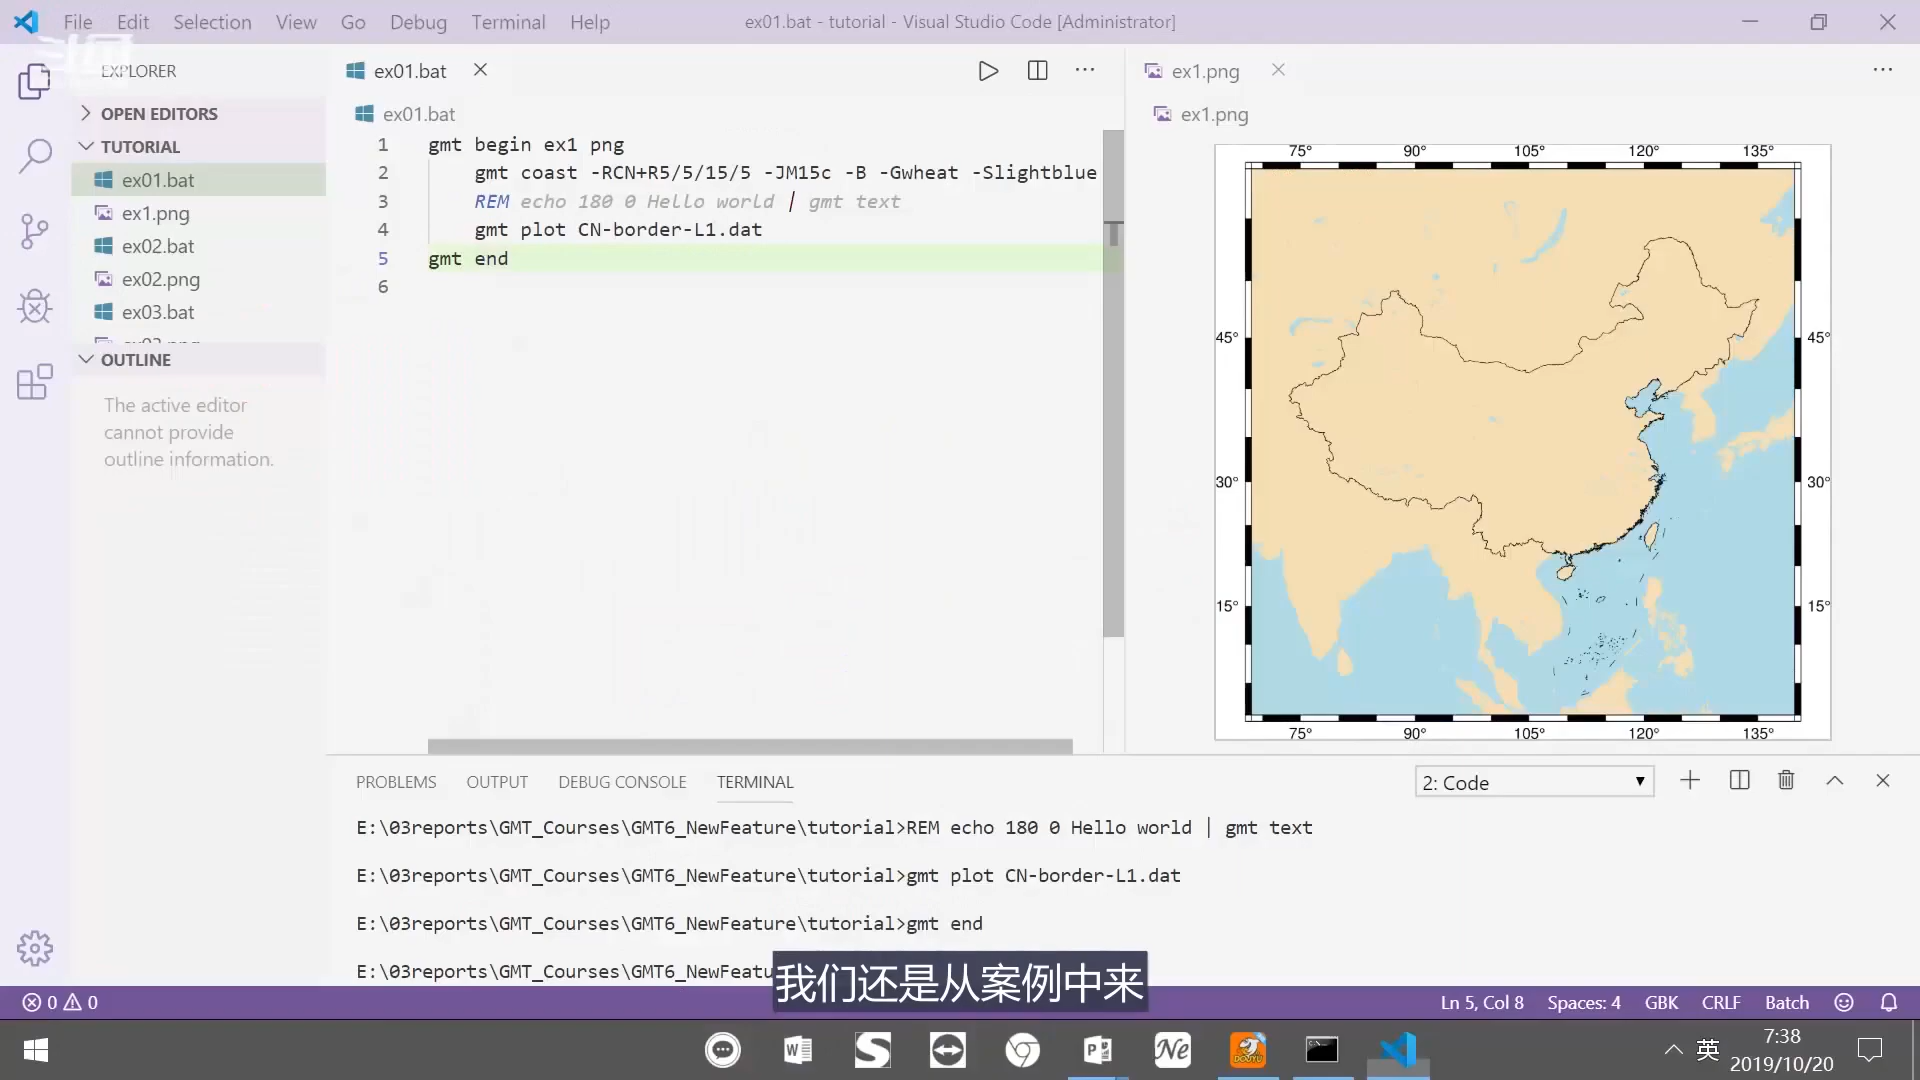 File Edit Selection View Go Debug Terminal Help
ex01.bat - tutorial - Visual Studio Code [Administrator]
EXPLORER
OPEN EDITORS
TUTORIAL
ex01.bat
ex1.png
ex02.bat
ex02.png
ex03.bat
OUTLINE
The active editor
cannot provide
outline information.
ex01.bat
ex01.bat
1 gmt begin ex1 png
2 gmt coast -RCN+R5/5/15/5 -JM15c -B -Gwheat -Slightblue
3 REM echo 180 0 Hello world | gmt text
4 gmt plot CN-border-L1.dat
5 gmt end
6
ex1.png
ex1.png
75° 90° 105° 120° 135°
45° 45°
30° 30°
15° 15°
75° 90° 105° 120° 135°
PROBLEMS OUTPUT DEBUG CONSOLE TERMINAL
2: Code
E:\03reports\GMT_Courses\GMT6_NewFeature\tutorial>REM echo 180 0 Hello world | gmt text
E:\03reports\GMT_Courses\GMT6_NewFeature\tutorial>gmt plot CN-border-L1.dat
E:\03reports\GMT_Courses\GMT6_NewFeature\tutorial>gmt end
E:\03reports\GMT_Courses\GMT6_NewFeatu
我们还是从案例中来
0 0
Ln 5, Col 8 Spaces: 4 GBK CRLF Batch
英
7:38
2019/10/20